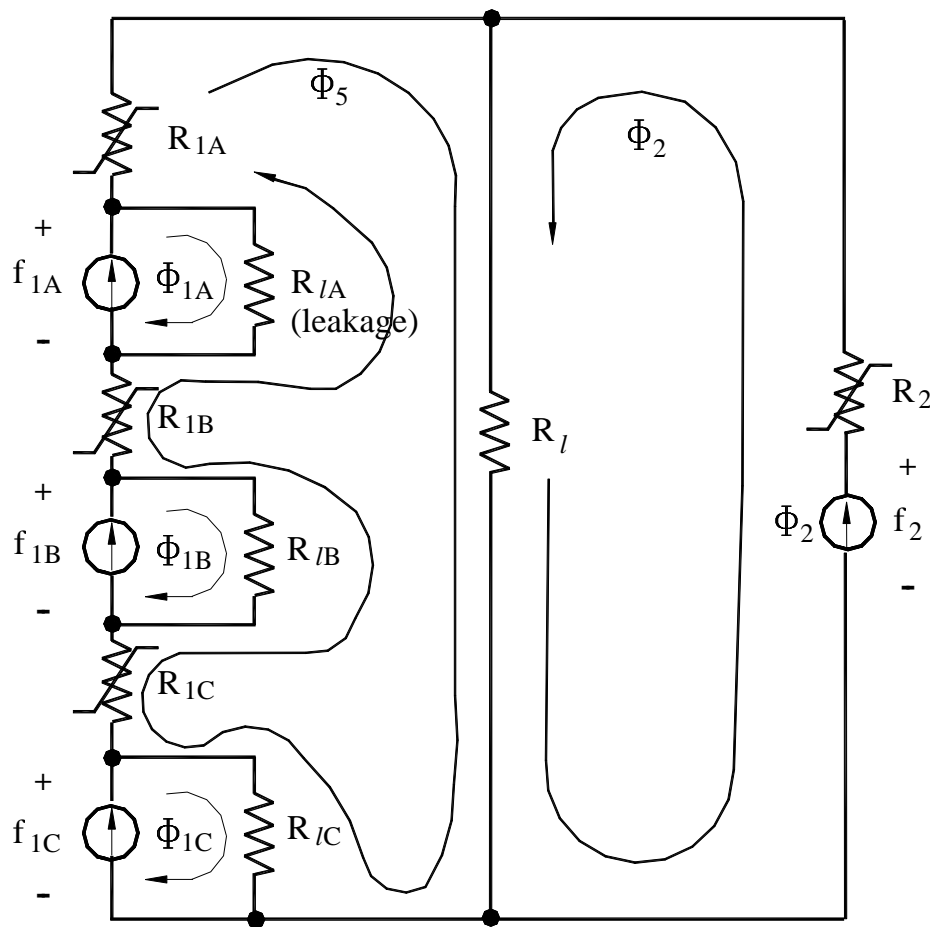 Φ5
Φ2
R1A
+
f1A
-
Φ1A
RlA
(leakage)
R1B
Rl
R2
+
f1B
-
Φ1B
RlB
Φ2
+
f2
-
R1C
+
f1C
-
Φ1C
RlC